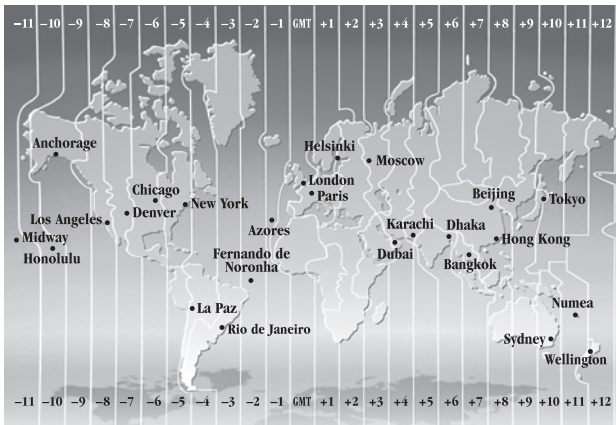 −11 −10 −9 −8 −7 −6 −5 −4 −3 −2 −1 GMT +1 +2 +3 +4 +5 +6 +7 +8 +9 +10 +11 +12
Anchorage
Helsinki
Moscow
London
Paris
Chicago
New York
Denver
Los Angeles
Beijing
Tokyo
Azores
Karachi
Dhaka
Hong Kong
Midway
Honolulu
Dubai
Bangkok
Fernando de
Noronha
La Paz
Rio de Janeiro
Numea
Sydney
Wellington
−11 −10 −9 −8 −7 −6 −5 −4 −3 −2 −1 GMT +1 +2 +3 +4 +5 +6 +7 +8 +9 +10 +11 +12